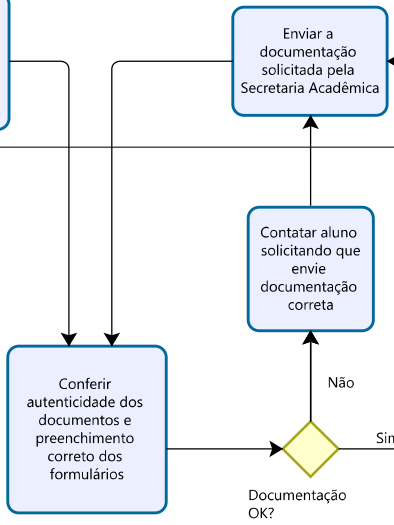 Enviar a
documentação
solicitada pela
Secretaria Acadêmica
Contatar aluno
solicitando que
envie
documentação
correta
Não
Conferir
autenticidade dos
documentos e
preenchimento
correto dos
formulários
Sim
Documentação
OK?